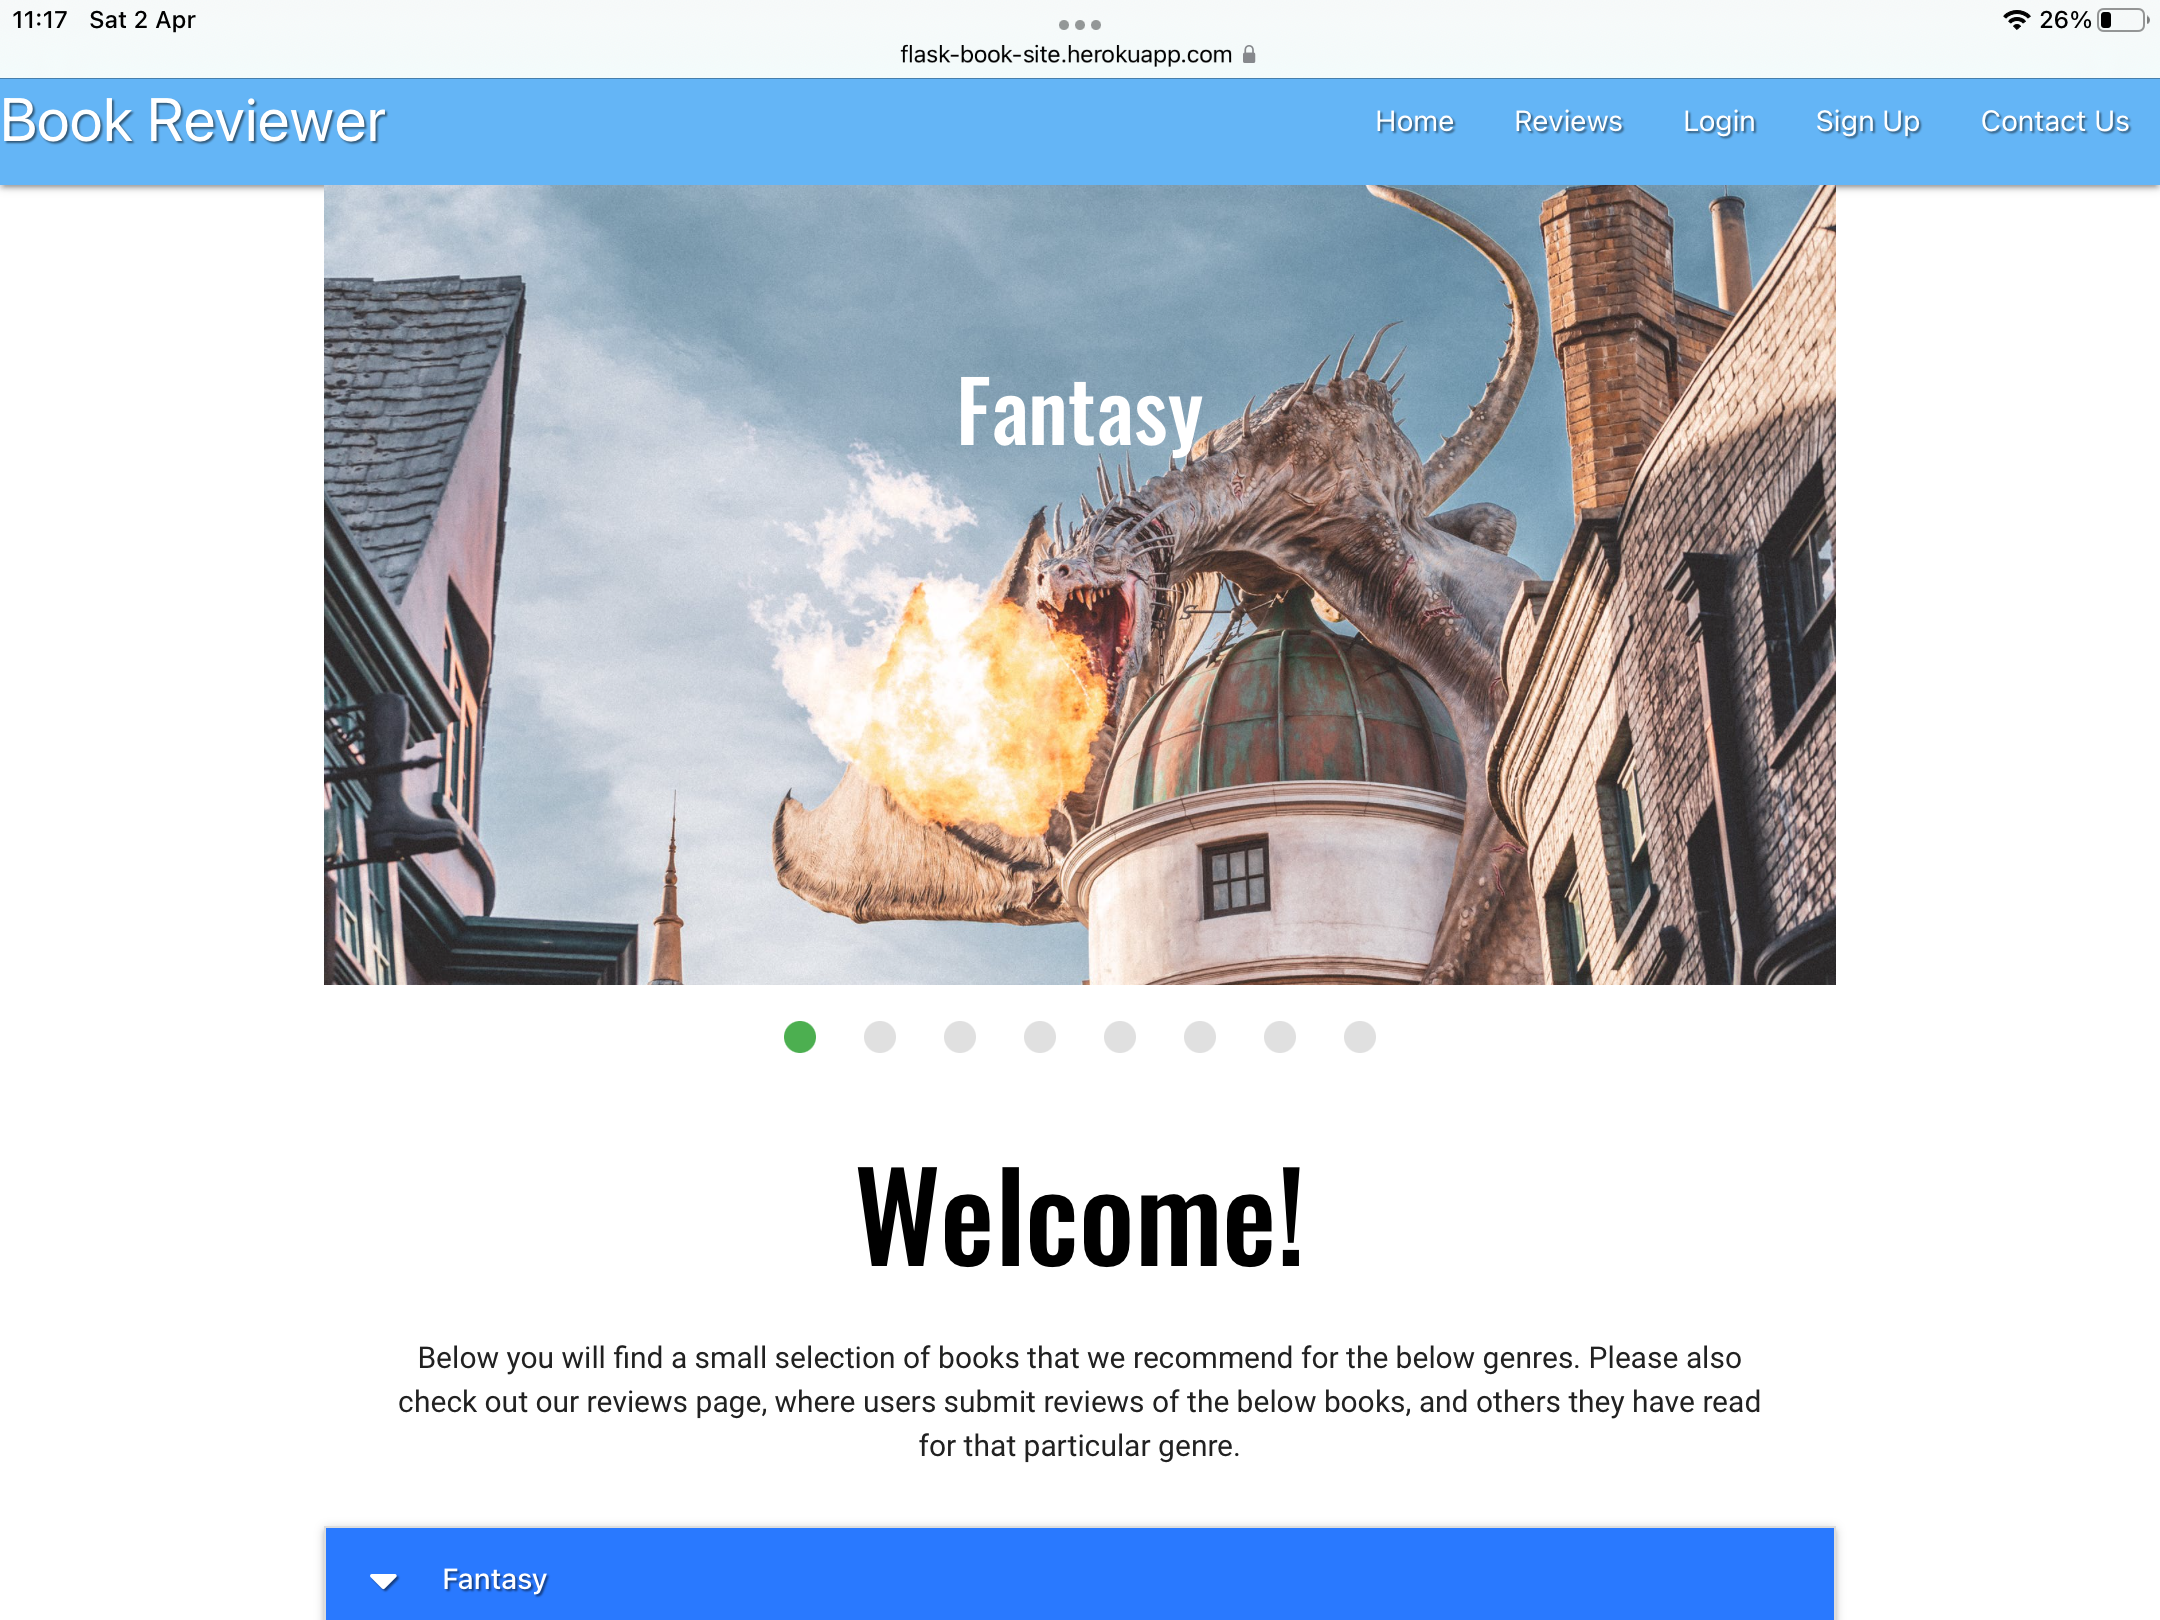 11:17 Sat 2 Apr
26%
flask-book-site.herokuapp.com
Book Reviewer
Home Reviews Login Sign Up Contact Us
Fantasy
Welcome!
Below you will find a small selection of books that we recommend for the below genres. Please also
check out our reviews page, where users submit reviews of the below books, and others they have read
for that particular genre.
Fantasy